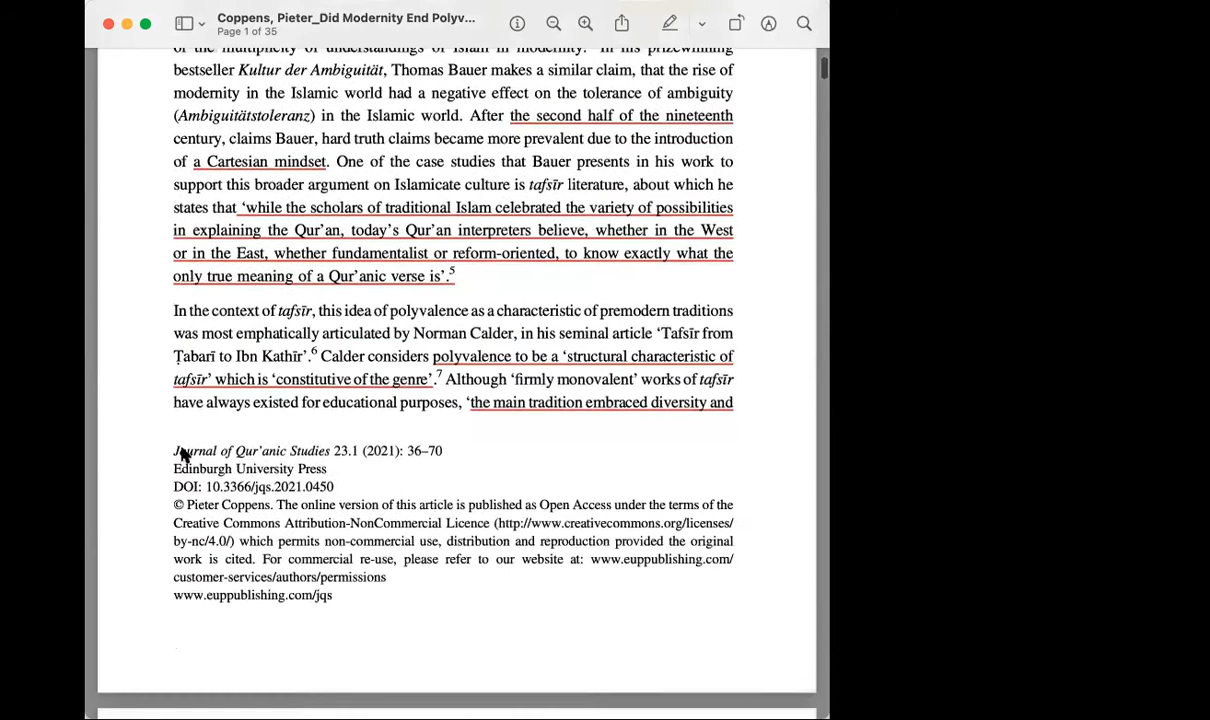 Coppens, Pieter_Did Modernity End Polyv...
Page 1 of 35
of the multiplicity of understandings of Islam in modernity. In his prizewinning
bestseller Kultur der Ambiguität, Thomas Bauer makes a similar claim, that the rise of
modernity in the Islamic world had a negative effect on the tolerance of ambiguity
(Ambiguitätstoleranz) in the Islamic world. After the second half of the nineteenth
century, claims Bauer, hard truth claims became more prevalent due to the introduction
of a Cartesian mindset. One of the case studies that Bauer presents in his work to
support this broader argument on Islamicate culture is tafsīr literature, about which he
states that ‘while the scholars of traditional Islam celebrated the variety of possibilities
in explaining the Qur’an, today’s Qur’an interpreters believe, whether in the West
or in the East, whether fundamentalist or reform-oriented, to know exactly what the
only true meaning of a Qur’anic verse is’.5
In the context of tafsīr, this idea of polyvalence as a characteristic of premodern traditions
was most emphatically articulated by Norman Calder, in his seminal article ‘Tafsīr from
Ṭabarī to Ibn Kathīr’.6 Calder considers polyvalence to be a ‘structural characteristic of
tafsīr’ which is ‘constitutive of the genre’.7 Although ‘firmly monovalent’ works of tafsīr
have always existed for educational purposes, ‘the main tradition embraced diversity and
Journal of Qur’anic Studies 23.1 (2021): 36–70
Edinburgh University Press
DOI: 10.3366/jqs.2021.0450
© Pieter Coppens. The online version of this article is published as Open Access under the terms of the
Creative Commons Attribution-NonCommercial Licence (http://www.creativecommons.org/licenses/
by-nc/4.0/) which permits non-commercial use, distribution and reproduction provided the original
work is cited. For commercial re-use, please refer to our website at: www.euppublishing.com/
customer-services/authors/permissions
www.euppublishing.com/jqs